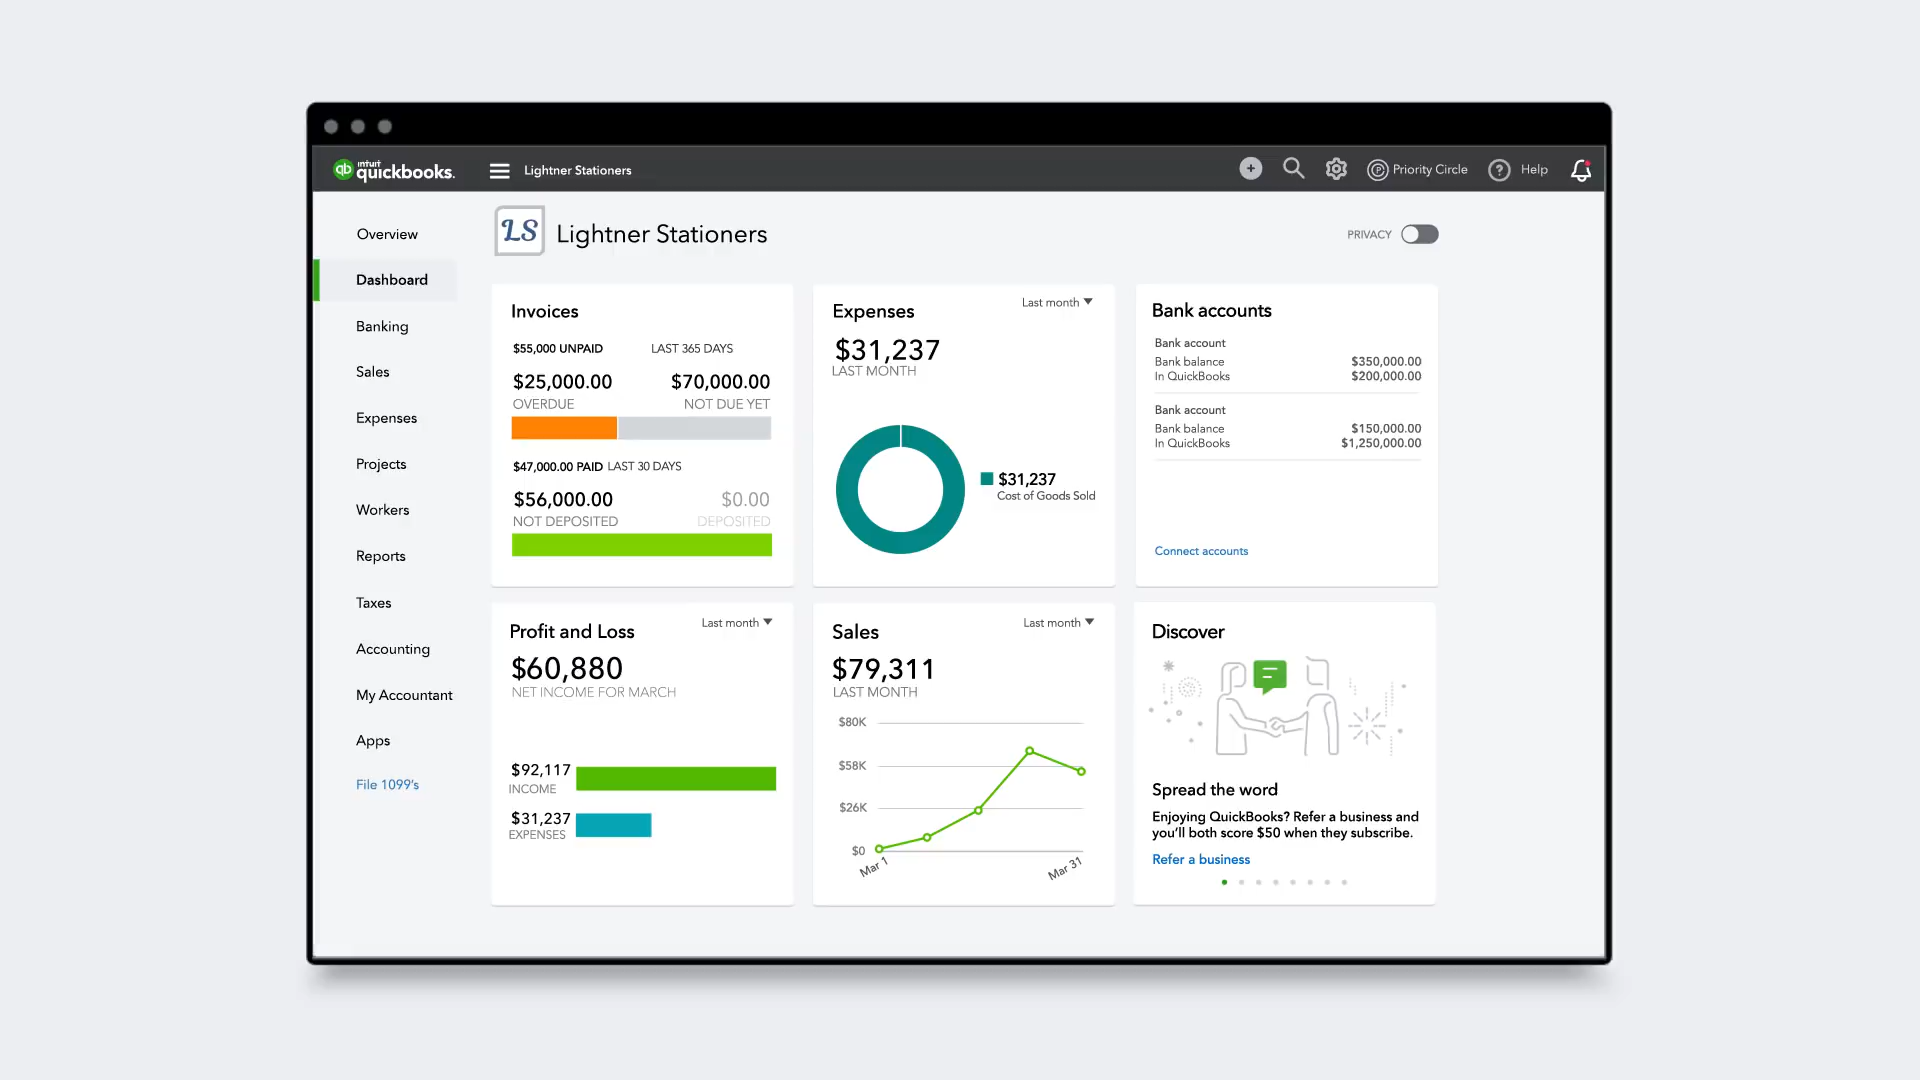 intuit
quickbooks.
Lightner Stationers
Priority Circle
Help
LS
Lightner Stationers
PRIVACY
Overview
Dashboard
Banking
Sales
Expenses
Projects
Workers
Reports
Taxes
Accounting
My Accountant
Apps
File 1099's
Invoices
$55,000 UNPAID LAST 365 DAYS
$25,000.00 $70,000.00
OVERDUE NOT DUE YET
$47,000.00 PAID LAST 30 DAYS
$56,000.00 $0.00
NOT DEPOSITED DEPOSITED
Expenses Last month
$31,237
LAST MONTH
$31,237
Cost of Goods Sold
Bank accounts
Bank account
Bank balance $350,000.00
In QuickBooks $200,000.00
Bank account
Bank balance $150,000.00
In QuickBooks $1,250,000.00
Connect accounts
Profit and Loss Last month
$60,880
NET INCOME FOR MARCH
$92,117
INCOME
$31,237
EXPENSES
Sales Last month
$79,311
LAST MONTH
$80K
$58K
$26K
$0
Mar 1 Mar 31
Discover
Spread the word
Enjoying QuickBooks? Refer a business and
you'll both score $50 when they subscribe.
Refer a business